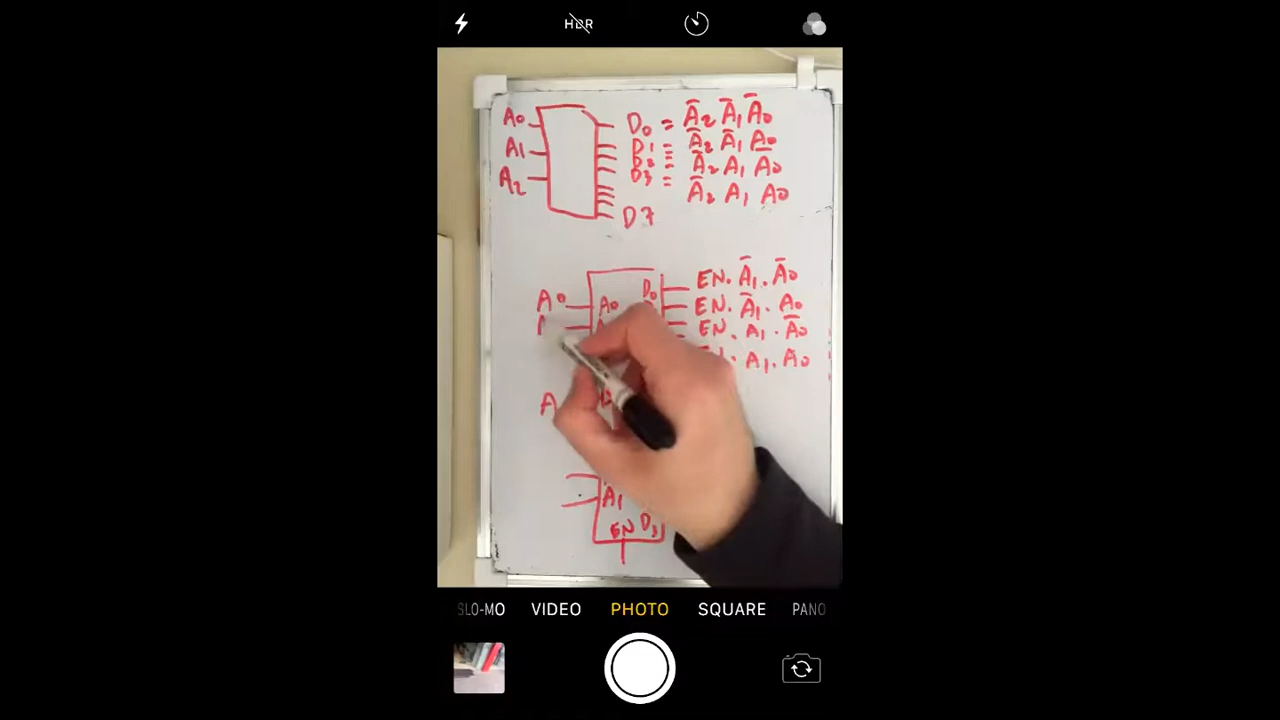 HDR
A0
A1
A2
D0 = Ā2 Ā1 Ā0
D1 = Ā2 Ā1 A0
D2 = Ā2 A1 Ā0
D3 = Ā2 A1 A0
D7
A0 A0 D0 EN. Ā1. Ā0
EN. Ā1. A0
EN. A1. Ā0
A1. A0
A
A1
EN D3
SLO-MO VIDEO PHOTO SQUARE PANO